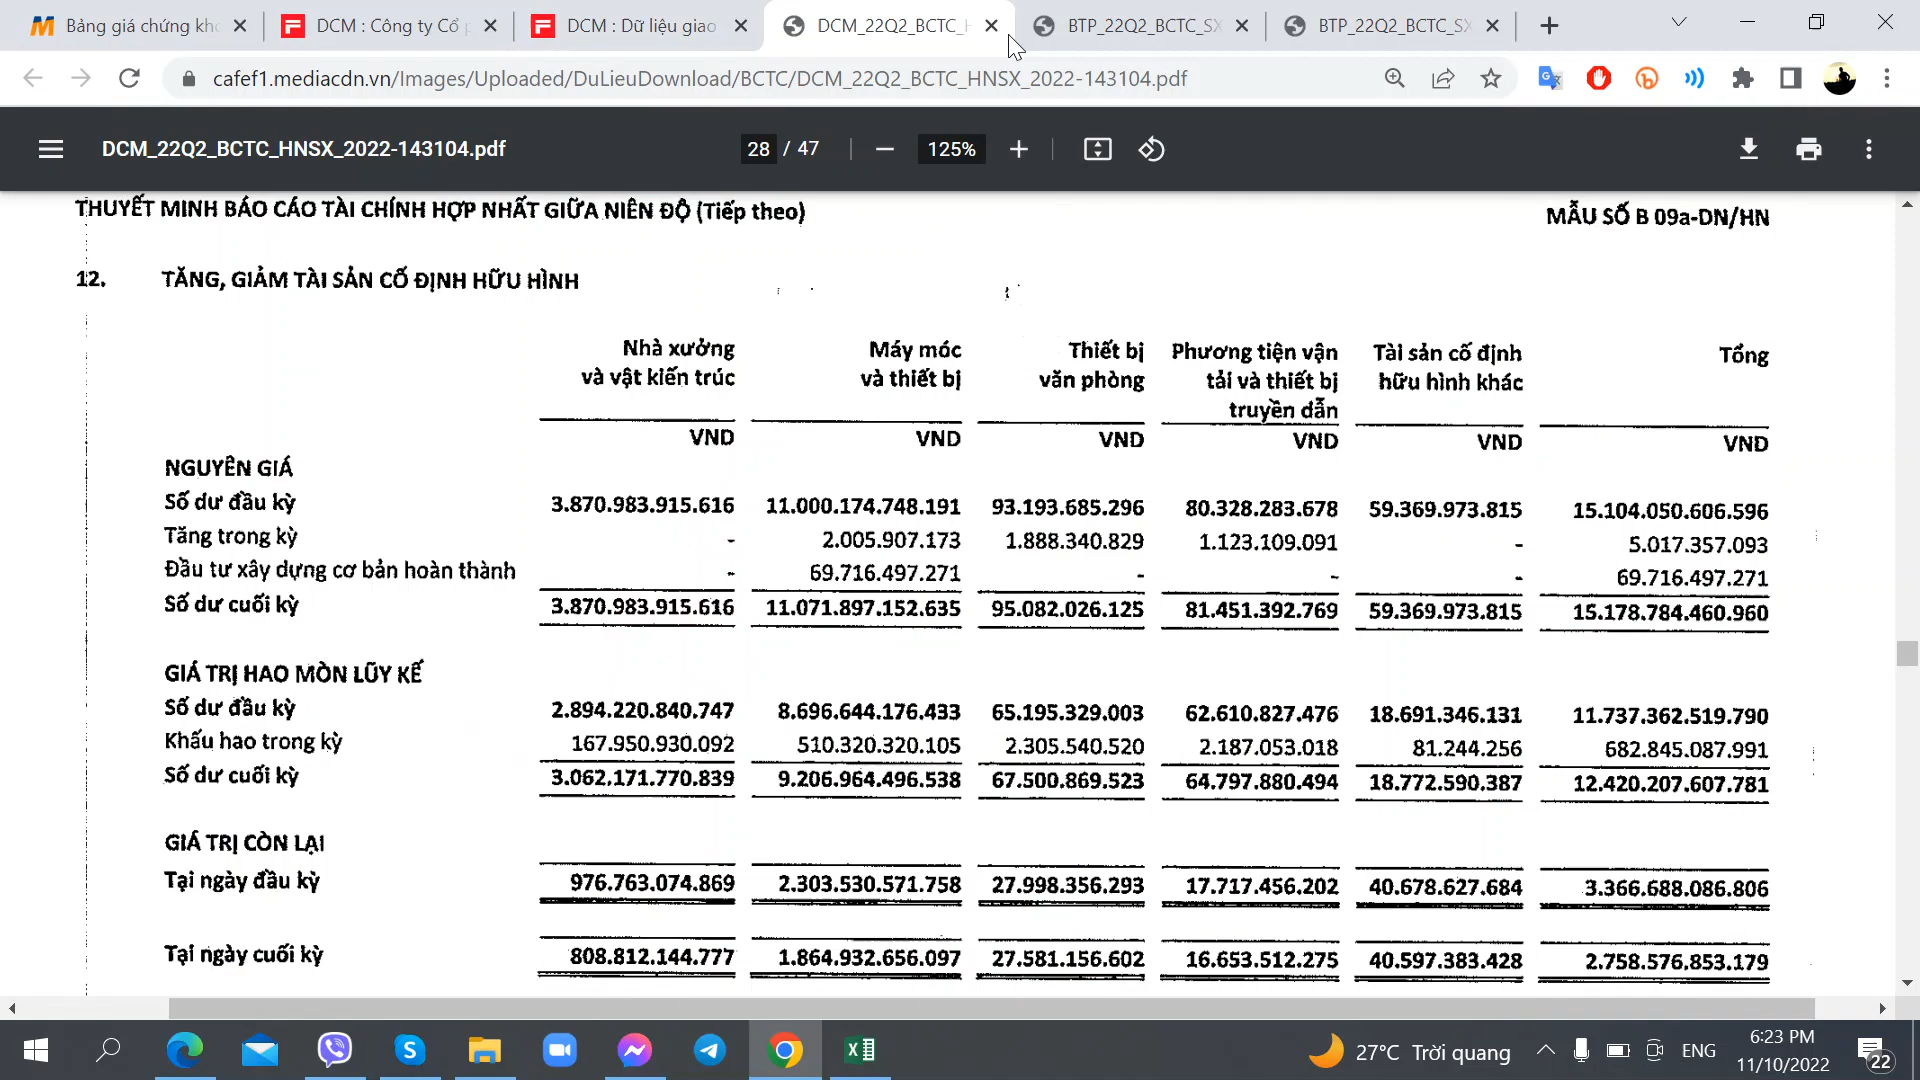 Bảng giá chứng kho
DCM : Công ty Cổ p
DCM : Dữ liệu giao
DCM_22Q2_BCTC_H
BTP_22Q2_BCTC_SX
BTP_22Q2_BCTC_SX
cafef1.mediacdn.vn/Images/Uploaded/DuLieuDownload/BCTC/DCM_22Q2_BCTC_HNSX_2022-143104.pdf
DCM_22Q2_BCTC_HNSX_2022-143104.pdf
28 / 47
125%
THUYẾT MINH BÁO CÁO TÀI CHÍNH HỢP NHẤT GIỮA NIÊN ĐỘ (Tiếp theo)
MẪU SỐ B 09a-DN/HN
12. TĂNG, GIẢM TÀI SẢN CỐ ĐỊNH HỮU HÌNH
Nhà xưởng Máy móc Thiết bị Phương tiện vận Tài sản cố định Tổng
và vật kiến trúc và thiết bị văn phòng tải và thiết bị hữu hình khác
truyền dẫn
VND VND VND VND VND VND
NGUYÊN GIÁ
Số dư đầu kỳ 3.870.983.915.616 11.000.174.748.191 93.193.685.296 80.328.283.678 59.369.973.815 15.104.050.606.596
Tăng trong kỳ - 2.005.907.173 1.888.340.829 1.123.109.091 - 5.017.357.093
Đầu tư xây dựng cơ bản hoàn thành - 69.716.497.271 - - - 69.716.497.271
Số dư cuối kỳ 3.870.983.915.616 11.071.897.152.635 95.082.026.125 81.451.392.769 59.369.973.815 15.178.784.460.960
GIÁ TRỊ HAO MÒN LŨY KẾ
Số dư đầu kỳ 2.894.220.840.747 8.696.644.176.433 65.195.329.003 62.610.827.476 18.691.346.131 11.737.362.519.790
Khấu hao trong kỳ 167.950.930.092 510.320.320.105 2.305.540.520 2.187.053.018 81.244.256 682.845.087.991
Số dư cuối kỳ 3.062.171.770.839 9.206.964.496.538 67.500.869.523 64.797.880.494 18.772.590.387 12.420.207.607.781
GIÁ TRỊ CÒN LẠI
Tại ngày đầu kỳ 976.763.074.869 2.303.530.571.758 27.998.356.293 17.717.456.202 40.678.627.684 3.366.688.086.806
Tại ngày cuối kỳ 808.812.144.777 1.864.932.656.097 27.581.156.602 16.653.512.275 40.597.383.428 2.758.576.853.179
27°C Trời quang
ENG
6:23 PM
11/10/2022
22